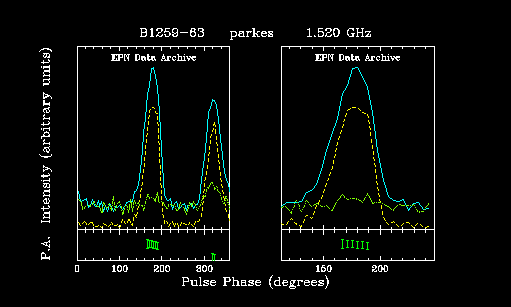 B1259-63 parkes 1.520 GHz
EPN Data Archive EPN Data Archive
P.A. Intensity (arbitrary units)
0 100 200 300 160 200
Pulse Phase (degrees)